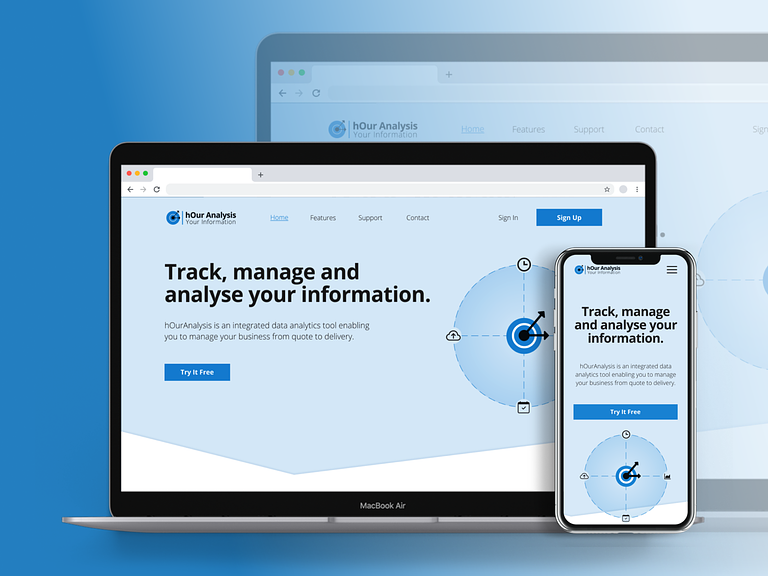 hOur Analysis
Your Information
Home
Features
Support
Contact
Sign
hOur Analysis
Your Information
Home
Features
Support
Contact
Sign In
Sign Up
Track, manage and
analyse your information.
hOurAnalysis is an integrated data analytics tool enabling
you to manage your business from quote to delivery.
Try It Free
MacBook Air
hOur Analysis
Your Information
Track, manage
and analyse your
information.
hOurAnalysis is an integrated data
analytics tool enabling you to manage
your business from quote to delivery.
Try It Free